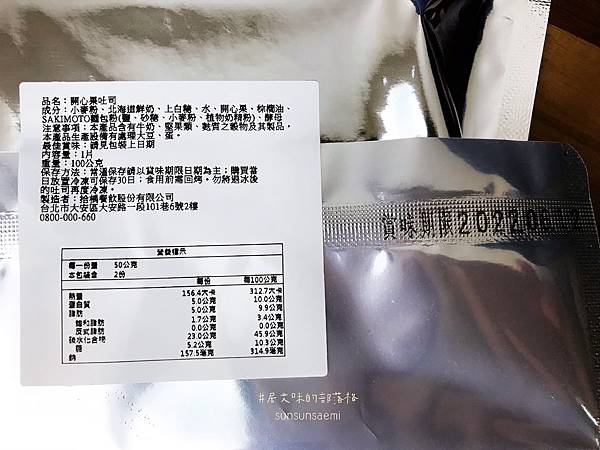 品名：開心果吐司
成分：小麥粉、北海道鮮奶、上白糖、水、開心果、棕櫚油、
SAKIMOTO麵包粉(鹽、砂糖、小麥粉、植物奶精粉)、酵母
注意事項：本產品含有牛奶、堅果類、麩質之穀物及其製品，
本產品生產設備有處理大豆、蛋。
最佳賞味：請見包裝上日期
內容量：1片
重量：100公克
保存方法：常溫保存請以賞味期限日期為主；購買當
日放置冷凍可保存30日；食用前需回烤。勿將退冰後
的吐司再度冷凍。
製造者：拾橘餐飲股份有限公司
台北市大安區大安路一段101巷6號2樓
0800-000-660
營養標示
每一份量 50公克
本包裝含 2份
每份 每100公克
熱量 156.4大卡 312.7大卡
蛋白質 5.0公克 10.0公克
脂肪 5.0公克 9.9公克
飽和脂肪 1.7公克 3.4公克
反式脂肪 0.0公克 0.0公克
碳水化合物 23.0公克 45.9公克
糖 5.2公克 10.3公克
鈉 157.5毫克 314.9毫克
賞味期限 2022
#尼大味的部落格
sunsunsaemi